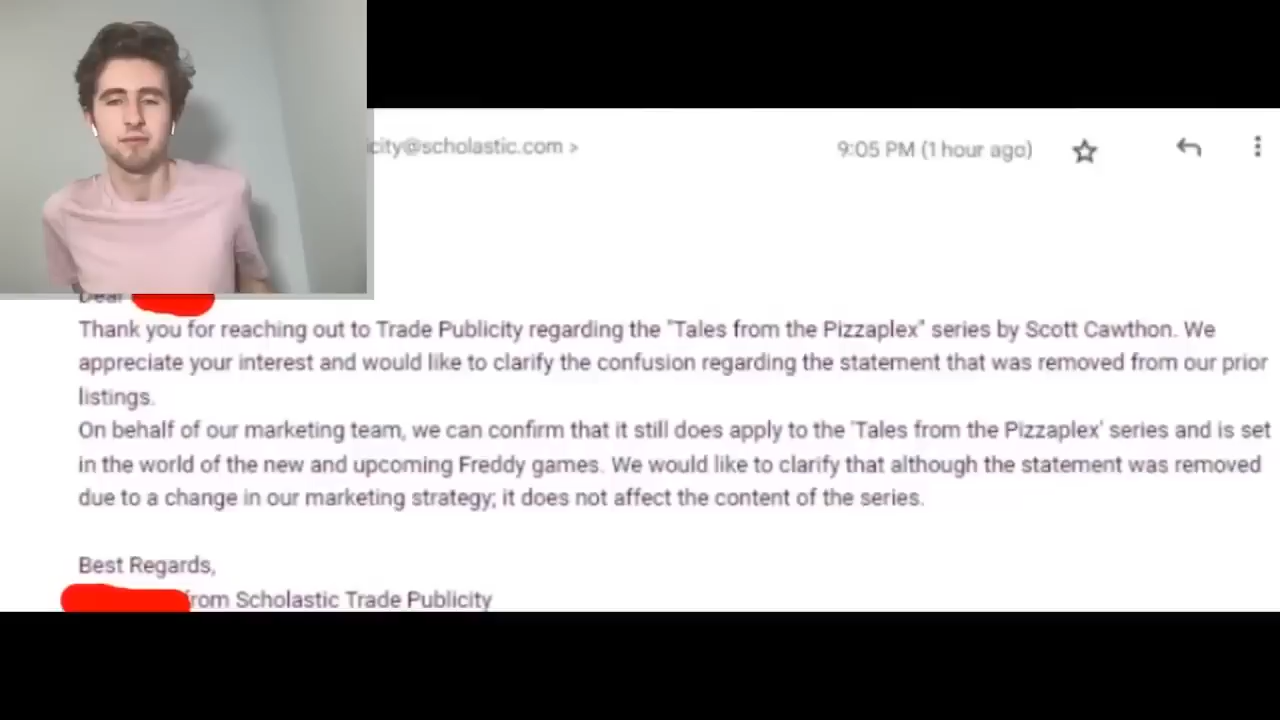 icity@scholastic.com >
9:05 PM (1 hour ago)
Dear
Thank you for reaching out to Trade Publicity regarding the "Tales from the Pizzaplex" series by Scott Cawthon. We
appreciate your interest and would like to clarify the confusion regarding the statement that was removed from our prior
listings.
On behalf of our marketing team, we can confirm that it still does apply to the 'Tales from the Pizzaplex' series and is set
in the world of the new and upcoming Freddy games. We would like to clarify that although the statement was removed
due to a change in our marketing strategy; it does not affect the content of the series.
Best Regards,
from Scholastic Trade Publicity